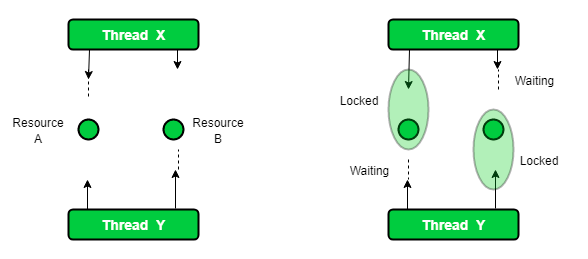 Thread X
Resource
A
Resource
B
Thread Y
Thread X
Waiting
Locked
Waiting
Locked
Thread Y